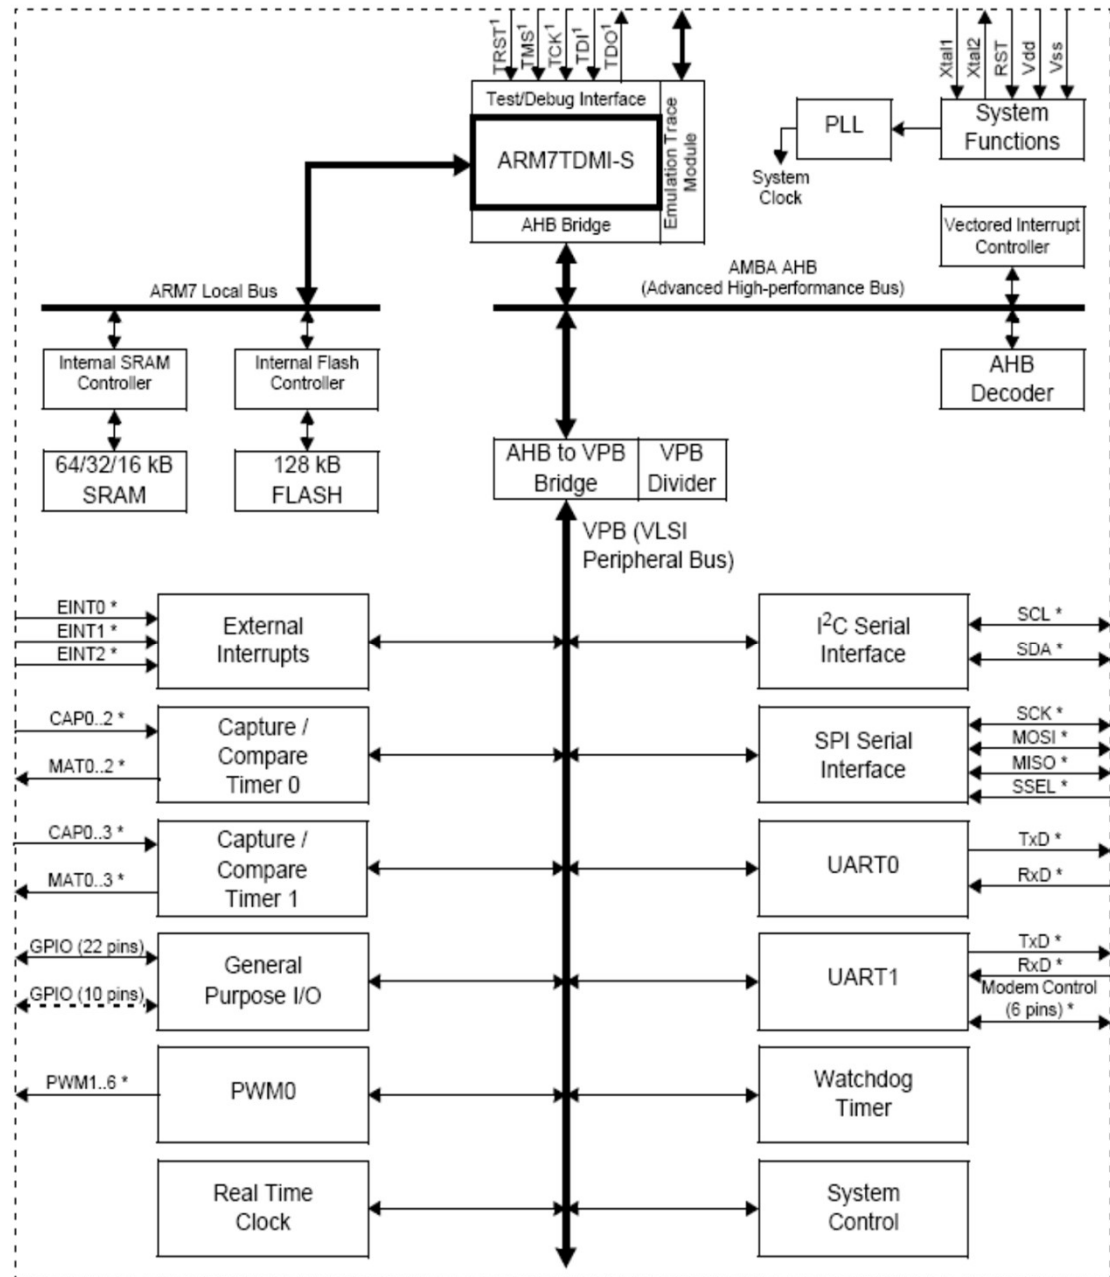 TRST1
TMS1
TCK1
TDI1
TDO1
Xtal1
Xtal2
RST
Vdd
Vss
Test/Debug Interface
ARM7TDMI-S
AHB Bridge
Emulation Trace
Module
PLL
System
Clock
System
Functions
Vectored Interrupt
Controller
ARM7 Local Bus
AMBA AHB
(Advanced High-performance Bus)
Internal SRAM
Controller
Internal Flash
Controller
AHB
Decoder
64/32/16 kB
SRAM
128 kB
FLASH
AHB to VPB
Bridge
VPB
Divider
VPB (VLSI
Peripheral Bus)
EINT0 *
EINT1 *
EINT2 *
External
Interrupts
I2C Serial
Interface
SCL *
SDA *
CAP0..2 *
MAT0..2 *
Capture /
Compare
Timer 0
SPI Serial
Interface
SCK *
MOSI *
MISO *
SSEL *
CAP0..3 *
MAT0..3 *
Capture /
Compare
Timer 1
UART0
TxD *
RxD *
GPIO (22 pins)
GPIO (10 pins)
General
Purpose I/O
UART1
TxD *
RxD *
Modem Control
(6 pins) *
PWM1..6 *
PWM0
Watchdog
Timer
Real Time
Clock
System
Control